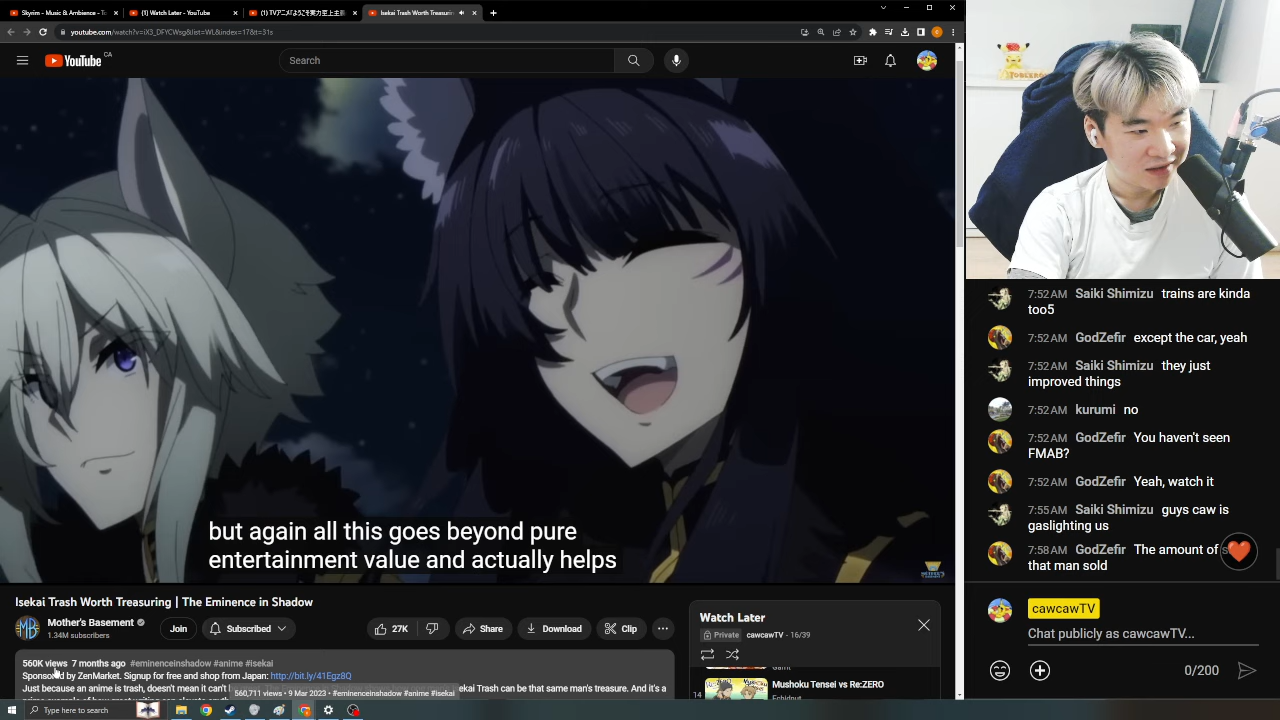 Skyrim - Music & Ambience - Te
(1) Watch Later - YouTube
(1) TVアニメ『ようこそ実力至上主義
Isekai Trash Worth Treasuring
youtube.com/watch?v=iX3_DFYCWsg&list=WL&index=17&t=31s
YouTube CA
Search
but again all this goes beyond pure
entertainment value and actually helps
Isekai Trash Worth Treasuring | The Eminence in Shadow
Mother's Basement
1.34M subscribers
Join
Subscribed
27K
Share
Download
Clip
560K views 7 months ago #eminenceinshadow #anime #isekai
Sponsored by ZenMarket. Signup for free and shop from Japan: http://bit.ly/41Egz8Q
Just because an anime is trash, doesn't mean it can't
sekai Trash can be that same man's treasure. And it's a
560,711 views • 9 Mar 2023 • #eminenceinshadow #anime #isekai
Watch Later
Private cawcawTV - 16/39
14
Mushoku Tensei vs Re:ZERO
Type here to search
7:52 AM Saiki Shimizu trains are kinda
too5
7:52 AM GodZefir except the car, yeah
7:52 AM Saiki Shimizu they just
improved things
7:52 AM kurumi no
7:52 AM GodZefir You haven't seen
FMAB?
7:52 AM GodZefir Yeah, watch it
7:55 AM Saiki Shimizu guys caw is
gaslighting us
7:58 AM GodZefir The amount of
that man sold
cawcawTV
Chat publicly as cawcawTV...
0/200